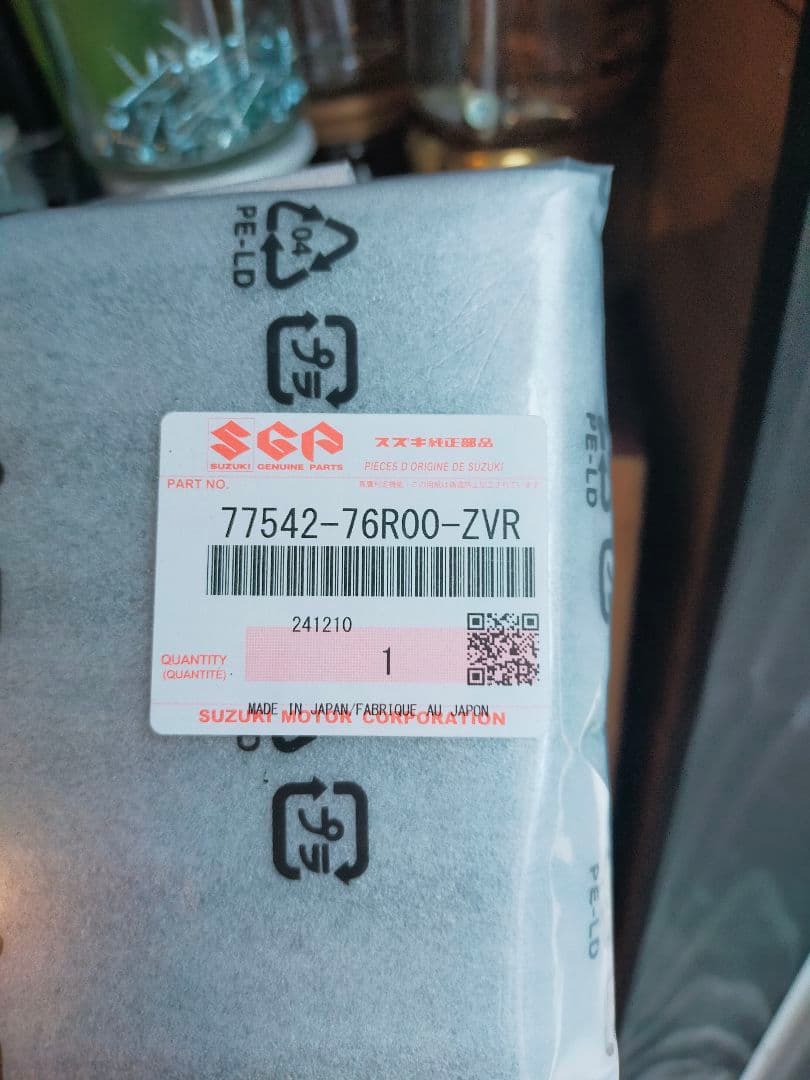 04
PE-LD
プラ
SGP
SUZUKI GENUINE PARTS
スズキ純正部品
PIECES D'ORIGINE DE SUZUKI
PART NO.
77542-76R00-ZVR
241210
QUANTITY
(QUANTITÉ)
1
MADE IN JAPAN/FABRIQUE AU JAPON
SUZUKI MOTOR CORPORATION
プラ
PE-LD
PE-LD